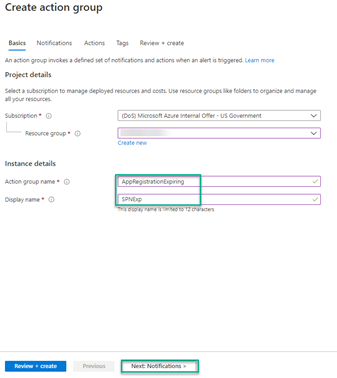 Create action group
Basics Notifications Actions Tags Review + create
An action group invokes a defined set of notifications and actions when an alert is triggered. Learn more
Project details
Select a subscription to manage deployed resources and costs. Use resource groups like folders to organize and manage
all your resources.
Subscription * (DoS) Microsoft Azure Internal Offer - US Government
Resource group *
Create new
Instance details
Action group name * AppRegistrationExpiring
Display name * SPNExp
This display name is limited to 12 characters
Review + create Previous Next: Notifications >